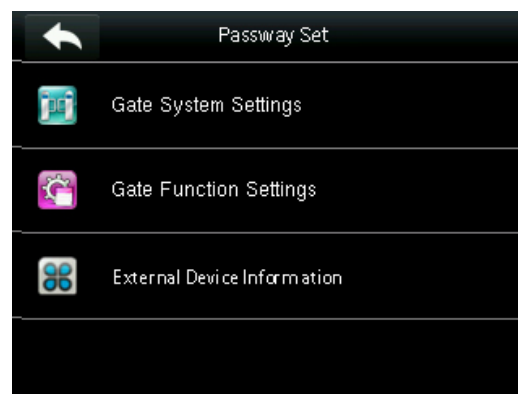 Passway Set
Gate System Settings
Gate Function Settings
External Device Information